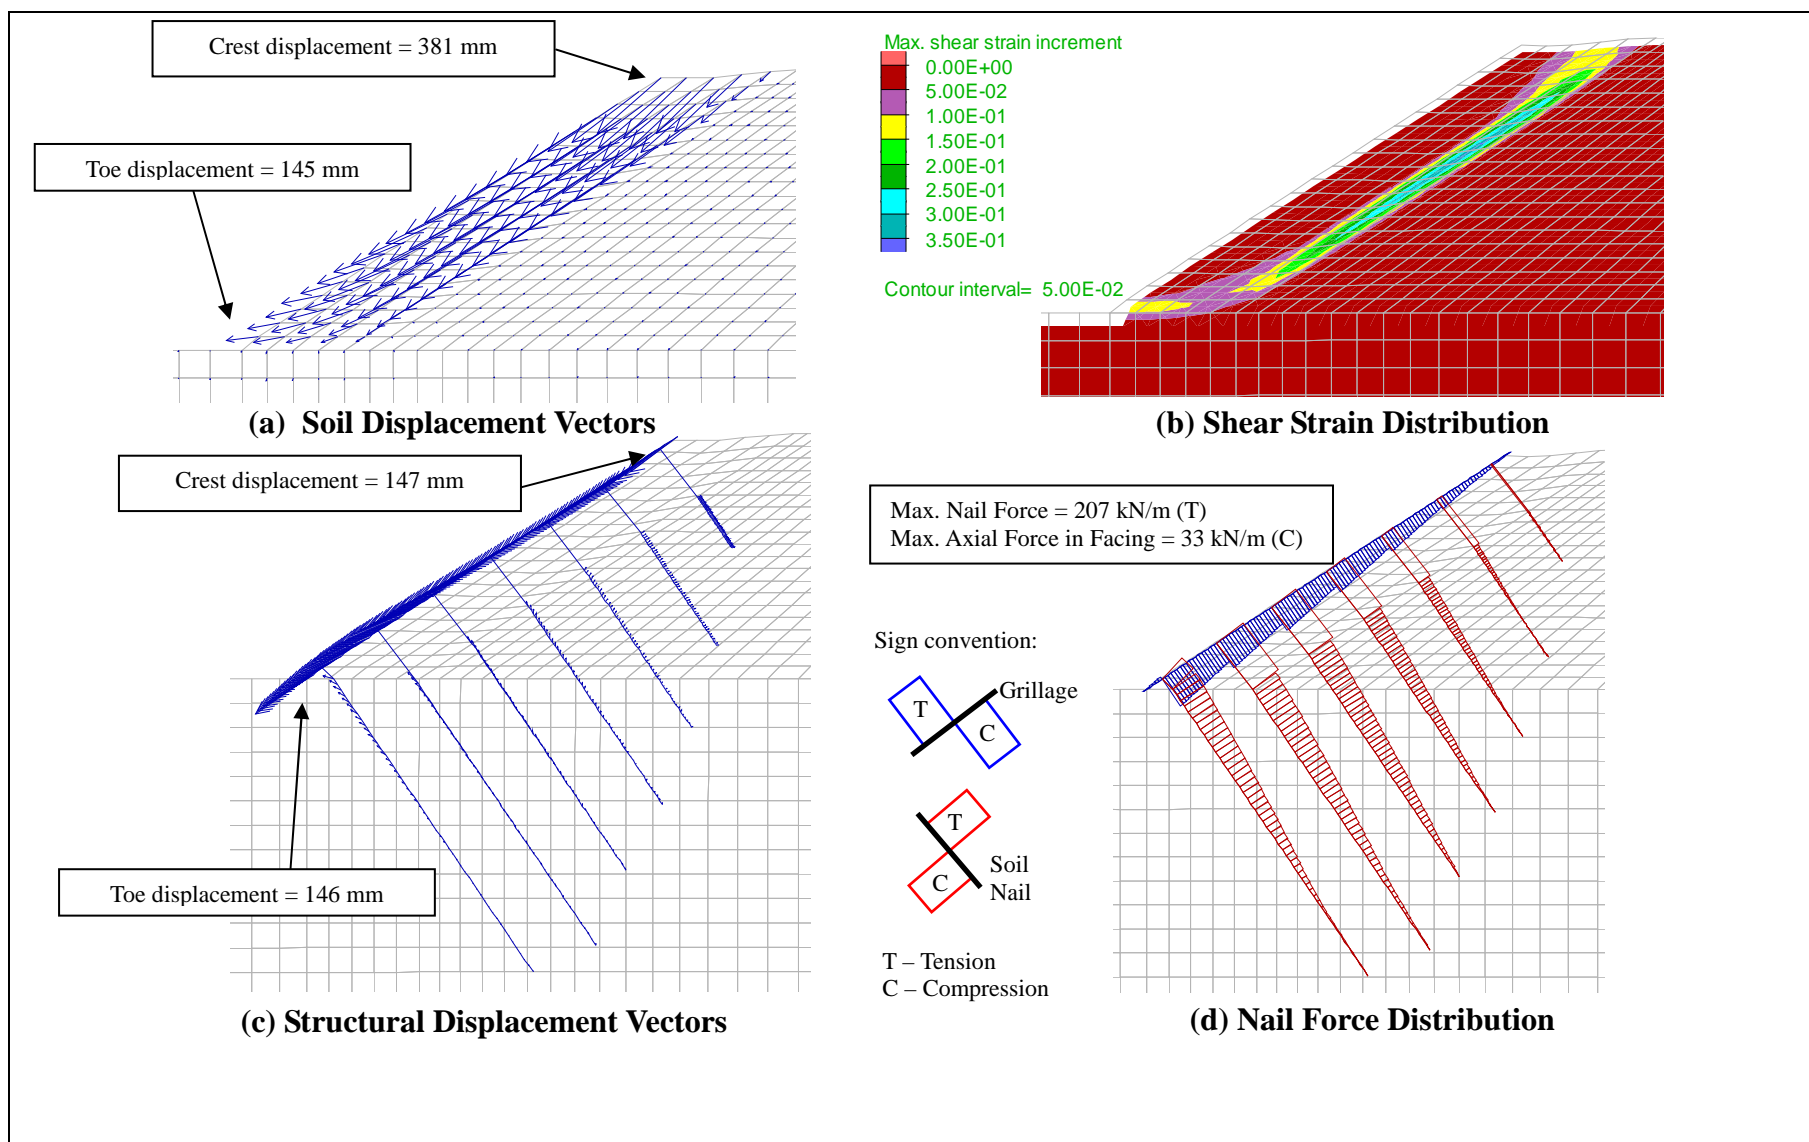 Crest displacement = 381 mm
Toe displacement = 145 mm
(a) Soil Displacement Vectors
Max. shear strain increment
0.00E+00
5.00E-02
1.00E-01
1.50E-01
2.00E-01
2.50E-01
3.00E-01
3.50E-01
Contour interval= 5.00E-02
(b) Shear Strain Distribution
Crest displacement = 147 mm
Toe displacement = 146 mm
(c) Structural Displacement Vectors
Max. Nail Force = 207 kN/m (T)
Max. Axial Force in Facing = 33 kN/m (C)
Sign convention:
Grillage
T
C
T
C
Soil
Nail
T – Tension
C – Compression
(d) Nail Force Distribution